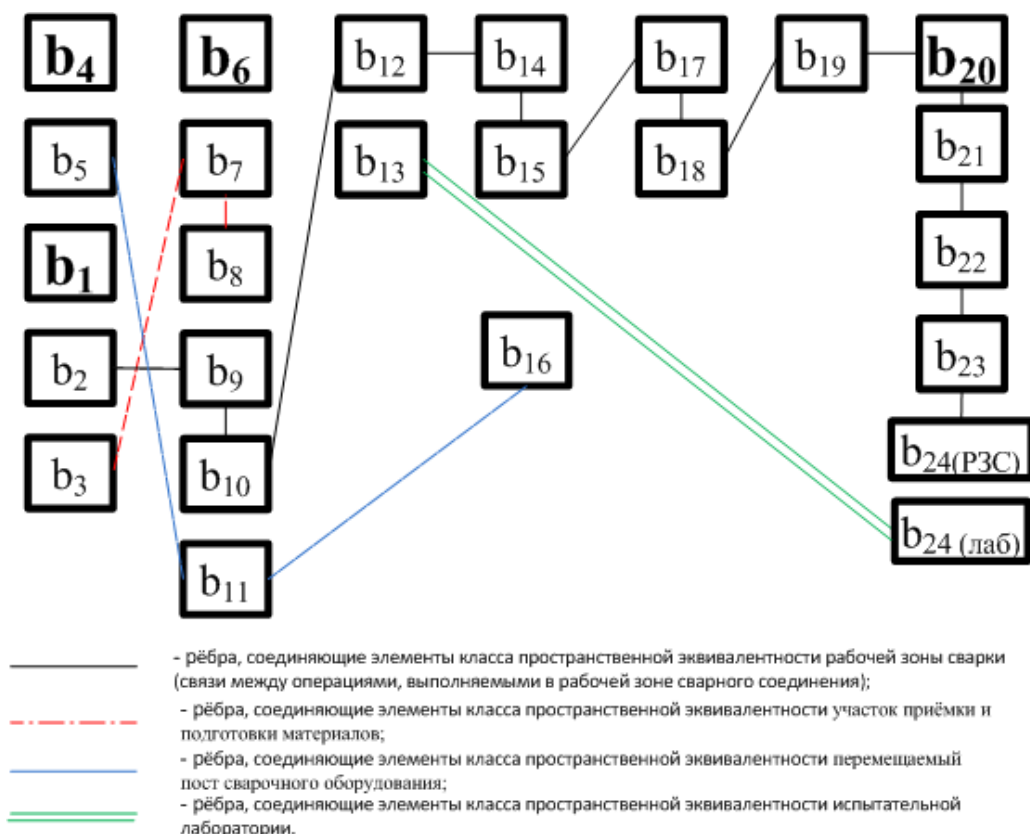 b4 b6 b12 b14 b17 b19 b20
b5 b7 b13 b15 b18 b21
b1 b8 b22
b2 b9 b16 b23
b3 b10 b24(РЗС)
b11 b24 (лаб)
- рёбра, соединяющие элементы класса пространственной эквивалентности рабочей зоны сварки
(связи между операциями, выполняемыми в рабочей зоне сварного соединения);
- рёбра, соединяющие элементы класса пространственной эквивалентности участок приёмки и
подготовки материалов;
- рёбра, соединяющие элементы класса пространственной эквивалентности перемещаемый
пост сварочного оборудования;
- рёбра, соединяющие элементы класса пространственной эквивалентности испытательной
лаборатории.